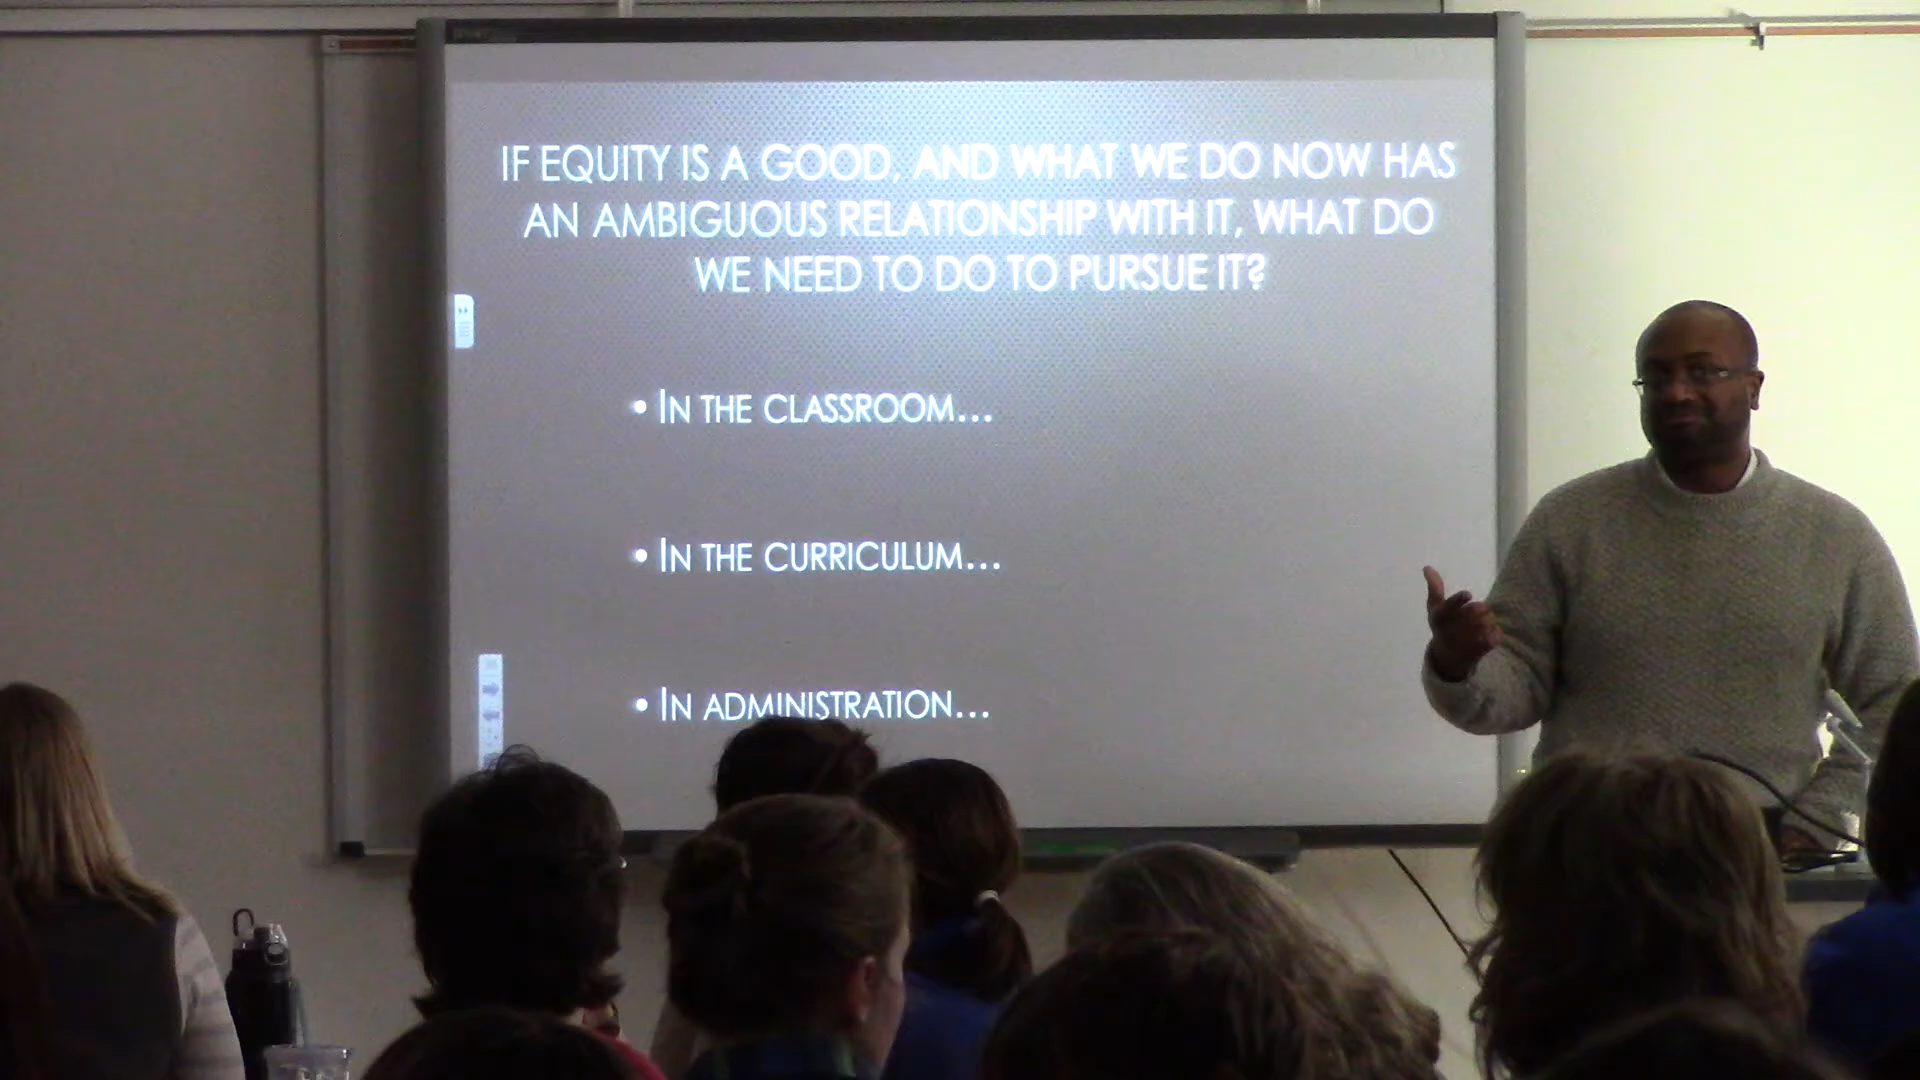 IF EQUITY IS A GOOD, AND WHAT WE DO NOW HAS
AN AMBIGUOUS RELATIONSHIP WITH IT, WHAT DO
WE NEED TO DO TO PURSUE IT?
• IN THE CLASSROOM...
• IN THE CURRICULUM...
• IN ADMINISTRATION...